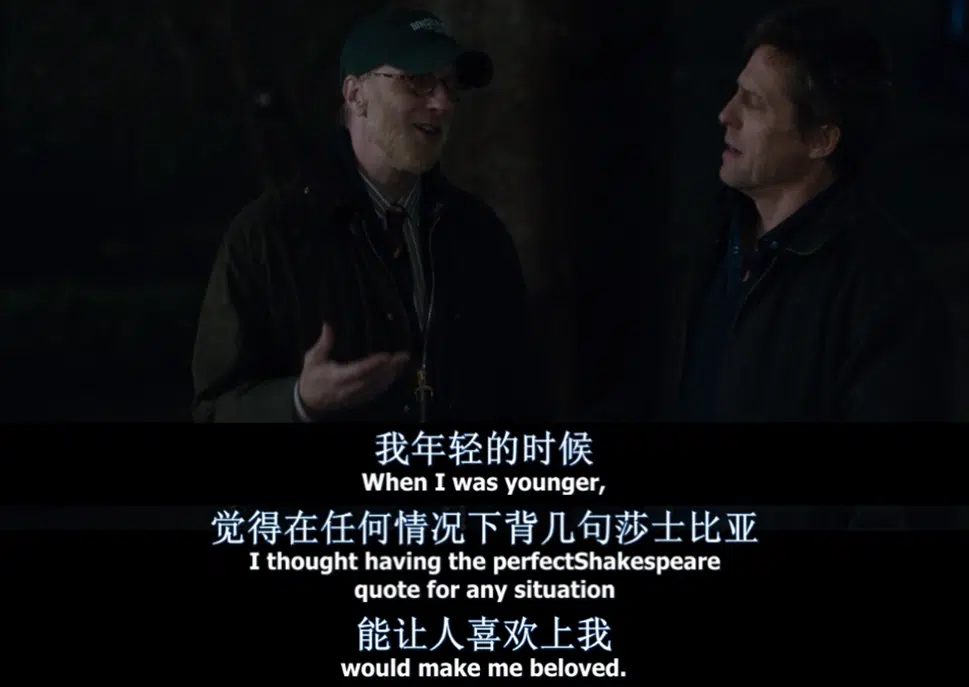 我年轻的时候
When I was younger,
觉得在任何情况下背几句莎士比亚
I thought having the perfectShakespeare
quote for any situation
能让人喜欢上我
would make me beloved.